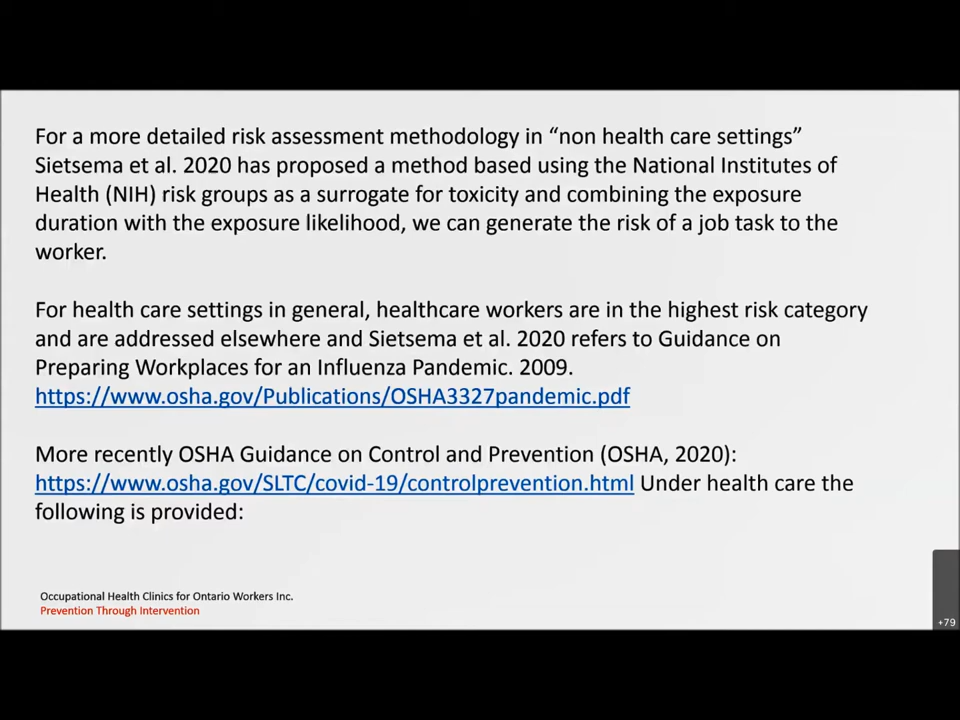 For a more detailed risk assessment methodology in “non health care settings”
Sietsema et al. 2020 has proposed a method based using the National Institutes of
Health (NIH) risk groups as a surrogate for toxicity and combining the exposure
duration with the exposure likelihood, we can generate the risk of a job task to the
worker.
For health care settings in general, healthcare workers are in the highest risk category
and are addressed elsewhere and Sietsema et al. 2020 refers to Guidance on
Preparing Workplaces for an Influenza Pandemic. 2009.
https://www.osha.gov/Publications/OSHA3327pandemic.pdf
More recently OSHA Guidance on Control and Prevention (OSHA, 2020):
https://www.osha.gov/SLTC/covid-19/controlprevention.html Under health care the
following is provided:
Occupational Health Clinics for Ontario Workers Inc.
Prevention Through Intervention
+79